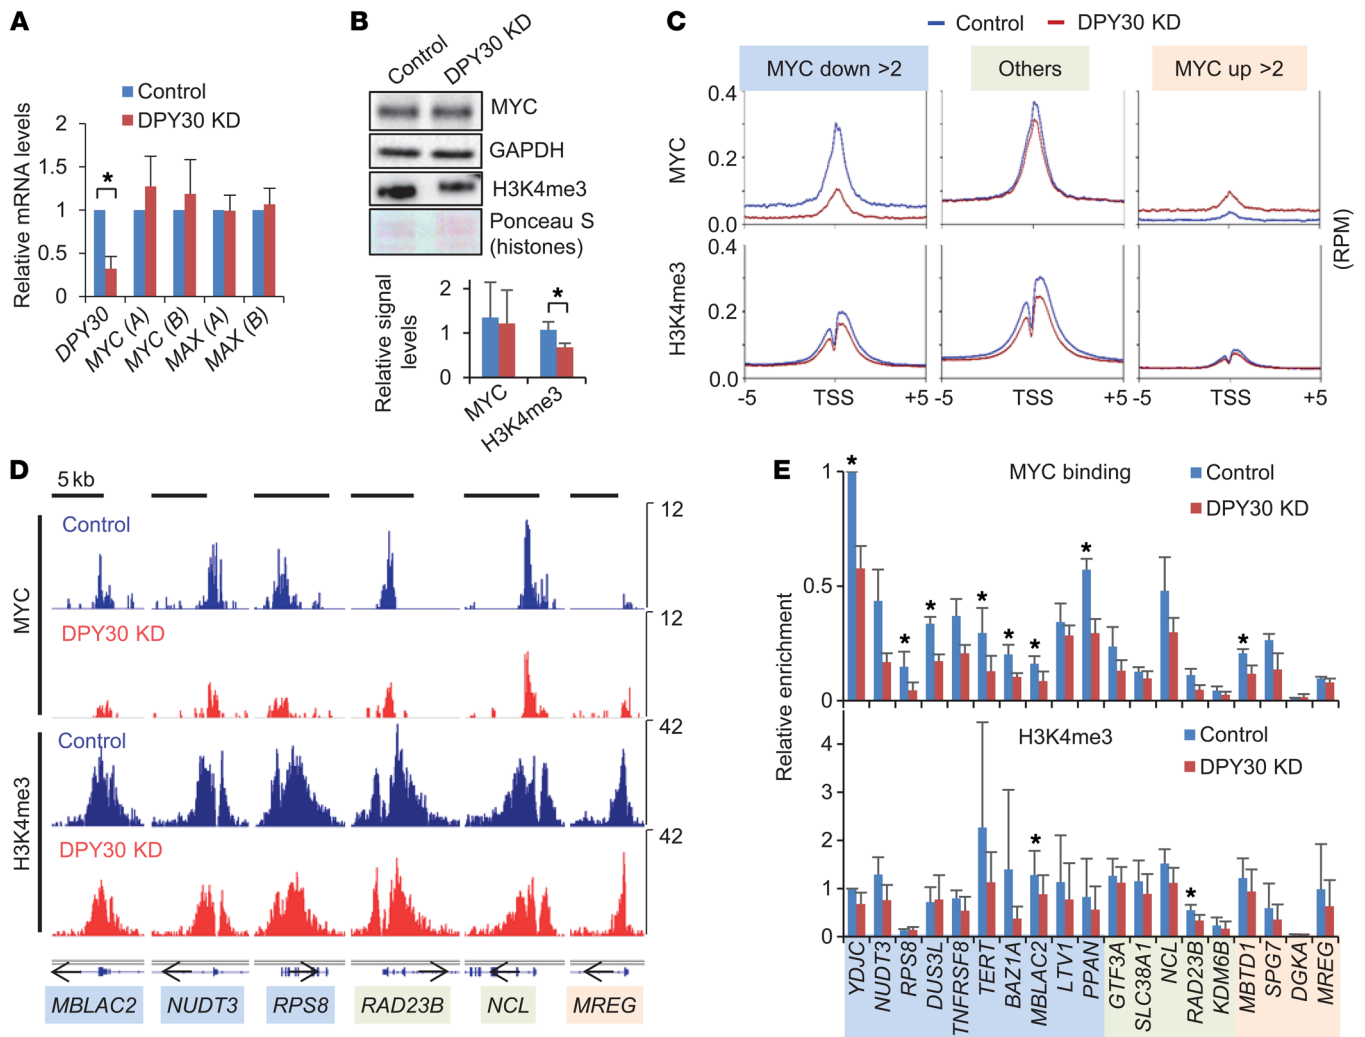 A
Control
DPY30 KD
Relative mRNA levels
2
1.5
1
0.5
0
*
DPY30
MYC (A)
MYC (B)
MAX (A)
MAX (B)
B
Control
DPY30 KD
MYC
GAPDH
H3K4me3
Ponceau S
(histones)
Relative signal
levels
2
1
0
*
MYC
H3K4me3
C
Control
DPY30 KD
MYC down >2
Others
MYC up >2
MYC
0.4
0.2
0.0
H3K4me3
0.4
0.2
0.0
(RPM)
-5 TSS +5
-5 TSS +5
-5 TSS +5
D
5 kb
MYC
Control
12
DPY30 KD
12
H3K4me3
Control
42
DPY30 KD
42
MBLAC2
NUDT3
RPS8
RAD23B
NCL
MREG
E
MYC binding
Control
DPY30 KD
Relative enrichment
1
0.5
0
* * * * * * * *
H3K4me3
Control
DPY30 KD
4
3
2
1
0
* *
YDJC
NUDT3
RPS8
DUS3L
TNFRSF8
TERT
BAZ1A
MBLAC2
LTV1
PPAN
GTF3A
SLC38A1
NCL
RAD23B
KDM6B
MBTD1
SPG7
DGKA
MREG